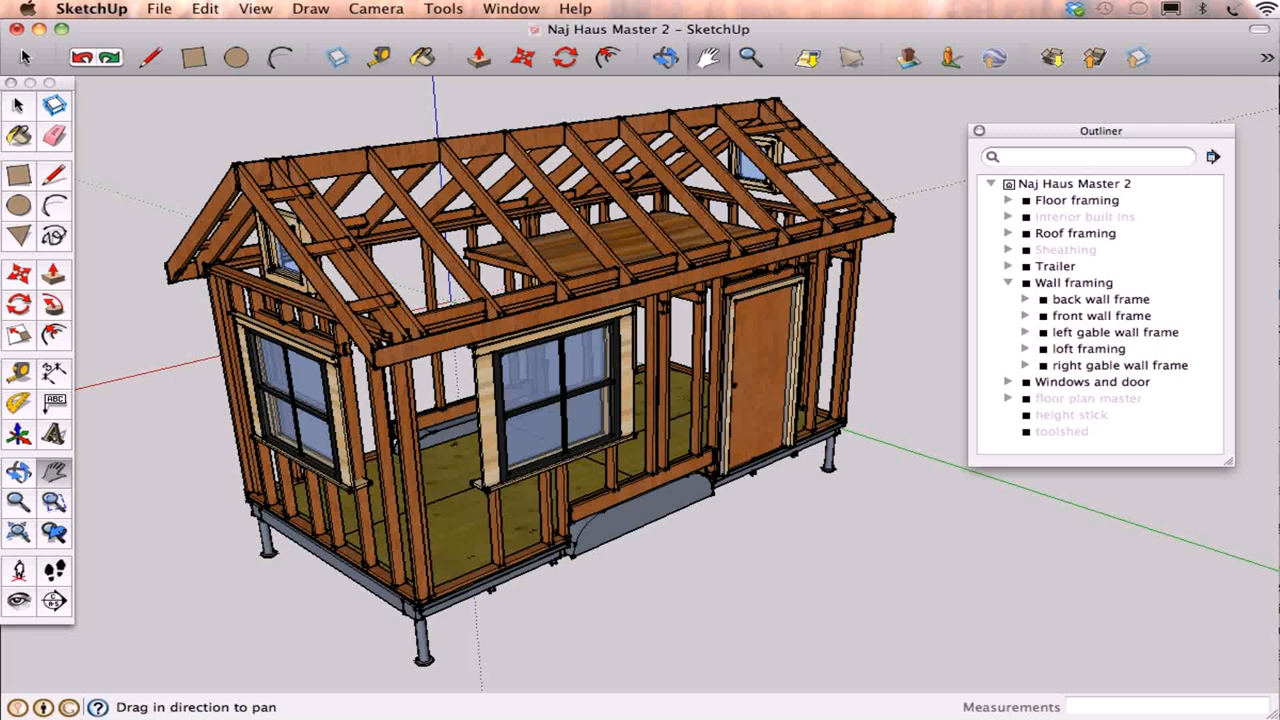 SketchUp File Edit View Draw Camera Tools Window Help
Naj Haus Master 2 - SketchUp
Outliner
Naj Haus Master 2
Floor framing
Interior built ins
Roof framing
Sheathing
Trailer
Wall framing
back wall frame
front wall frame
left gable wall frame
loft framing
right gable wall frame
Windows and door
floor plan master
height stick
toolshed
ABC
Drag in direction to pan
Measurements